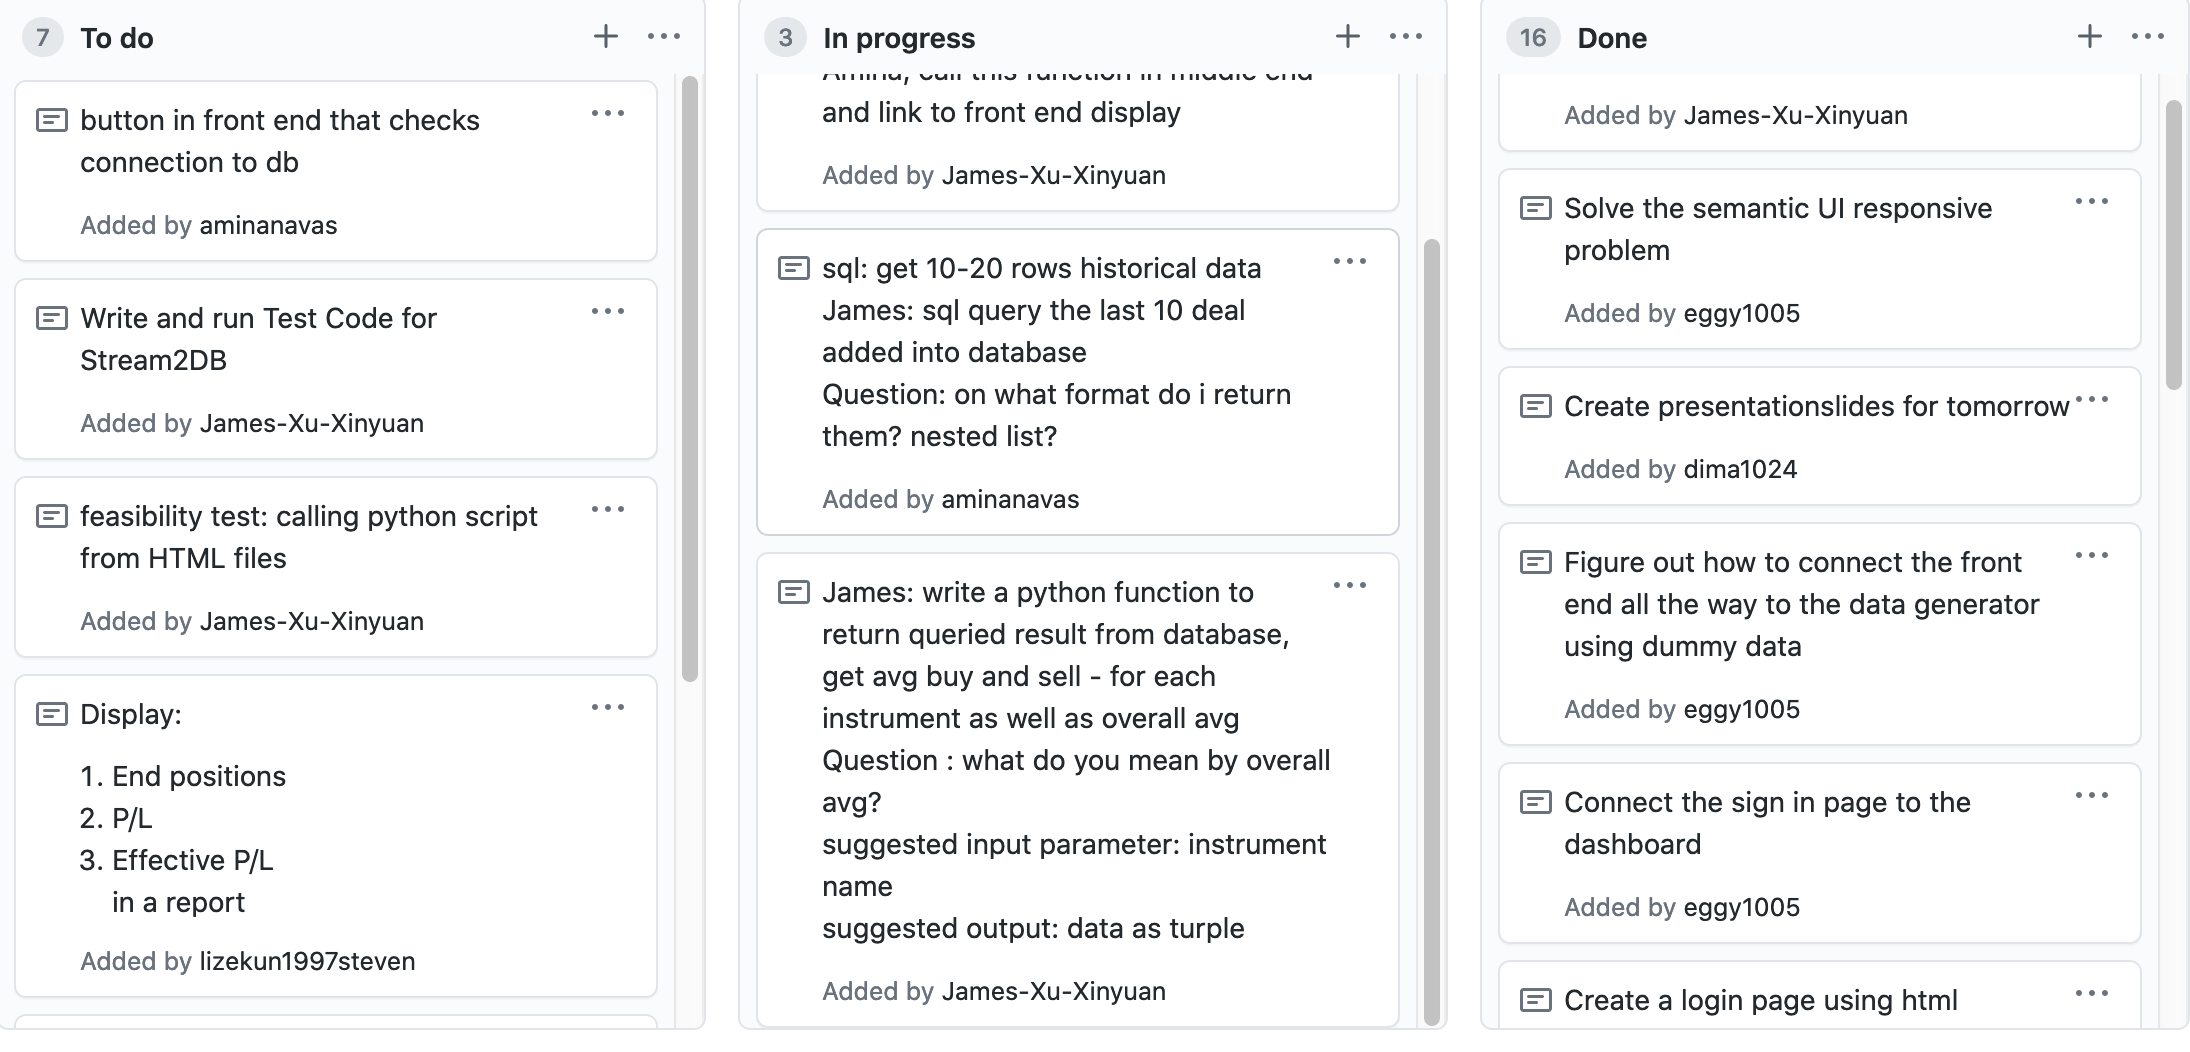 7 To do
button in front end that checks
connection to db
Added by aminanavas
Write and run Test Code for
Stream2DB
Added by James-Xu-Xinyuan
feasibility test: calling python script
from HTML files
Added by James-Xu-Xinyuan
Display:
1. End positions
2. P/L
3. Effective P/L
in a report
Added by lizekun1997steven
3 In progress
Amina, call this function in middle end
and link to front end display
Added by James-Xu-Xinyuan
sql: get 10-20 rows historical data
James: sql query the last 10 deal
added into database
Question: on what format do i return
them? nested list?
Added by aminanavas
James: write a python function to
return queried result from database,
get avg buy and sell - for each
instrument as well as overall avg
Question : what do you mean by overall
avg?
suggested input parameter: instrument
name
suggested output: data as turple
Added by James-Xu-Xinyuan
16 Done
Added by James-Xu-Xinyuan
Solve the semantic UI responsive
problem
Added by eggy1005
Create presentationslides for tomorrow
Added by dima1024
Figure out how to connect the front
end all the way to the data generator
using dummy data
Added by eggy1005
Connect the sign in page to the
dashboard
Added by eggy1005
Create a login page using html